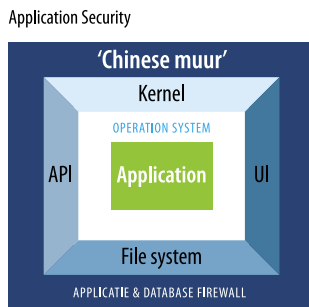 Application Security
'Chinese muur'
Kernel
OPERATION SYSTEM
API
Application
UI
File system
APPLICATIE & DATABASE FIREWALL